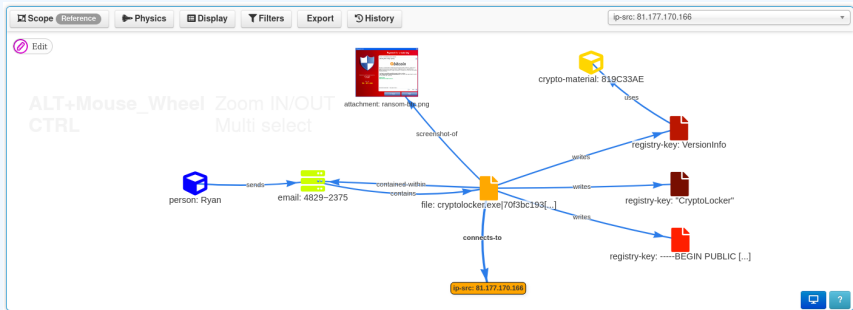 Scope Reference Physics Display Filters Export History ip-src: 81.177.170.166
Edit
ALT+Mouse_Wheel Zoom IN/OUT
CTRL Multi select
crypto-material: 819C33AE
attachment: ransom-
.png
uses
screenshot-of
registry-key: VersionInfo
writes
sends
contained-within
contains
writes
person: Ryan
email: 4829-2375
file: cryptolocker.exe|70f3bc193[...]
registry-key: "CryptoLocker"
writes
connects-to
registry-key: -----BEGIN PUBLIC [...]
ip-src: 81.177.170.166
?